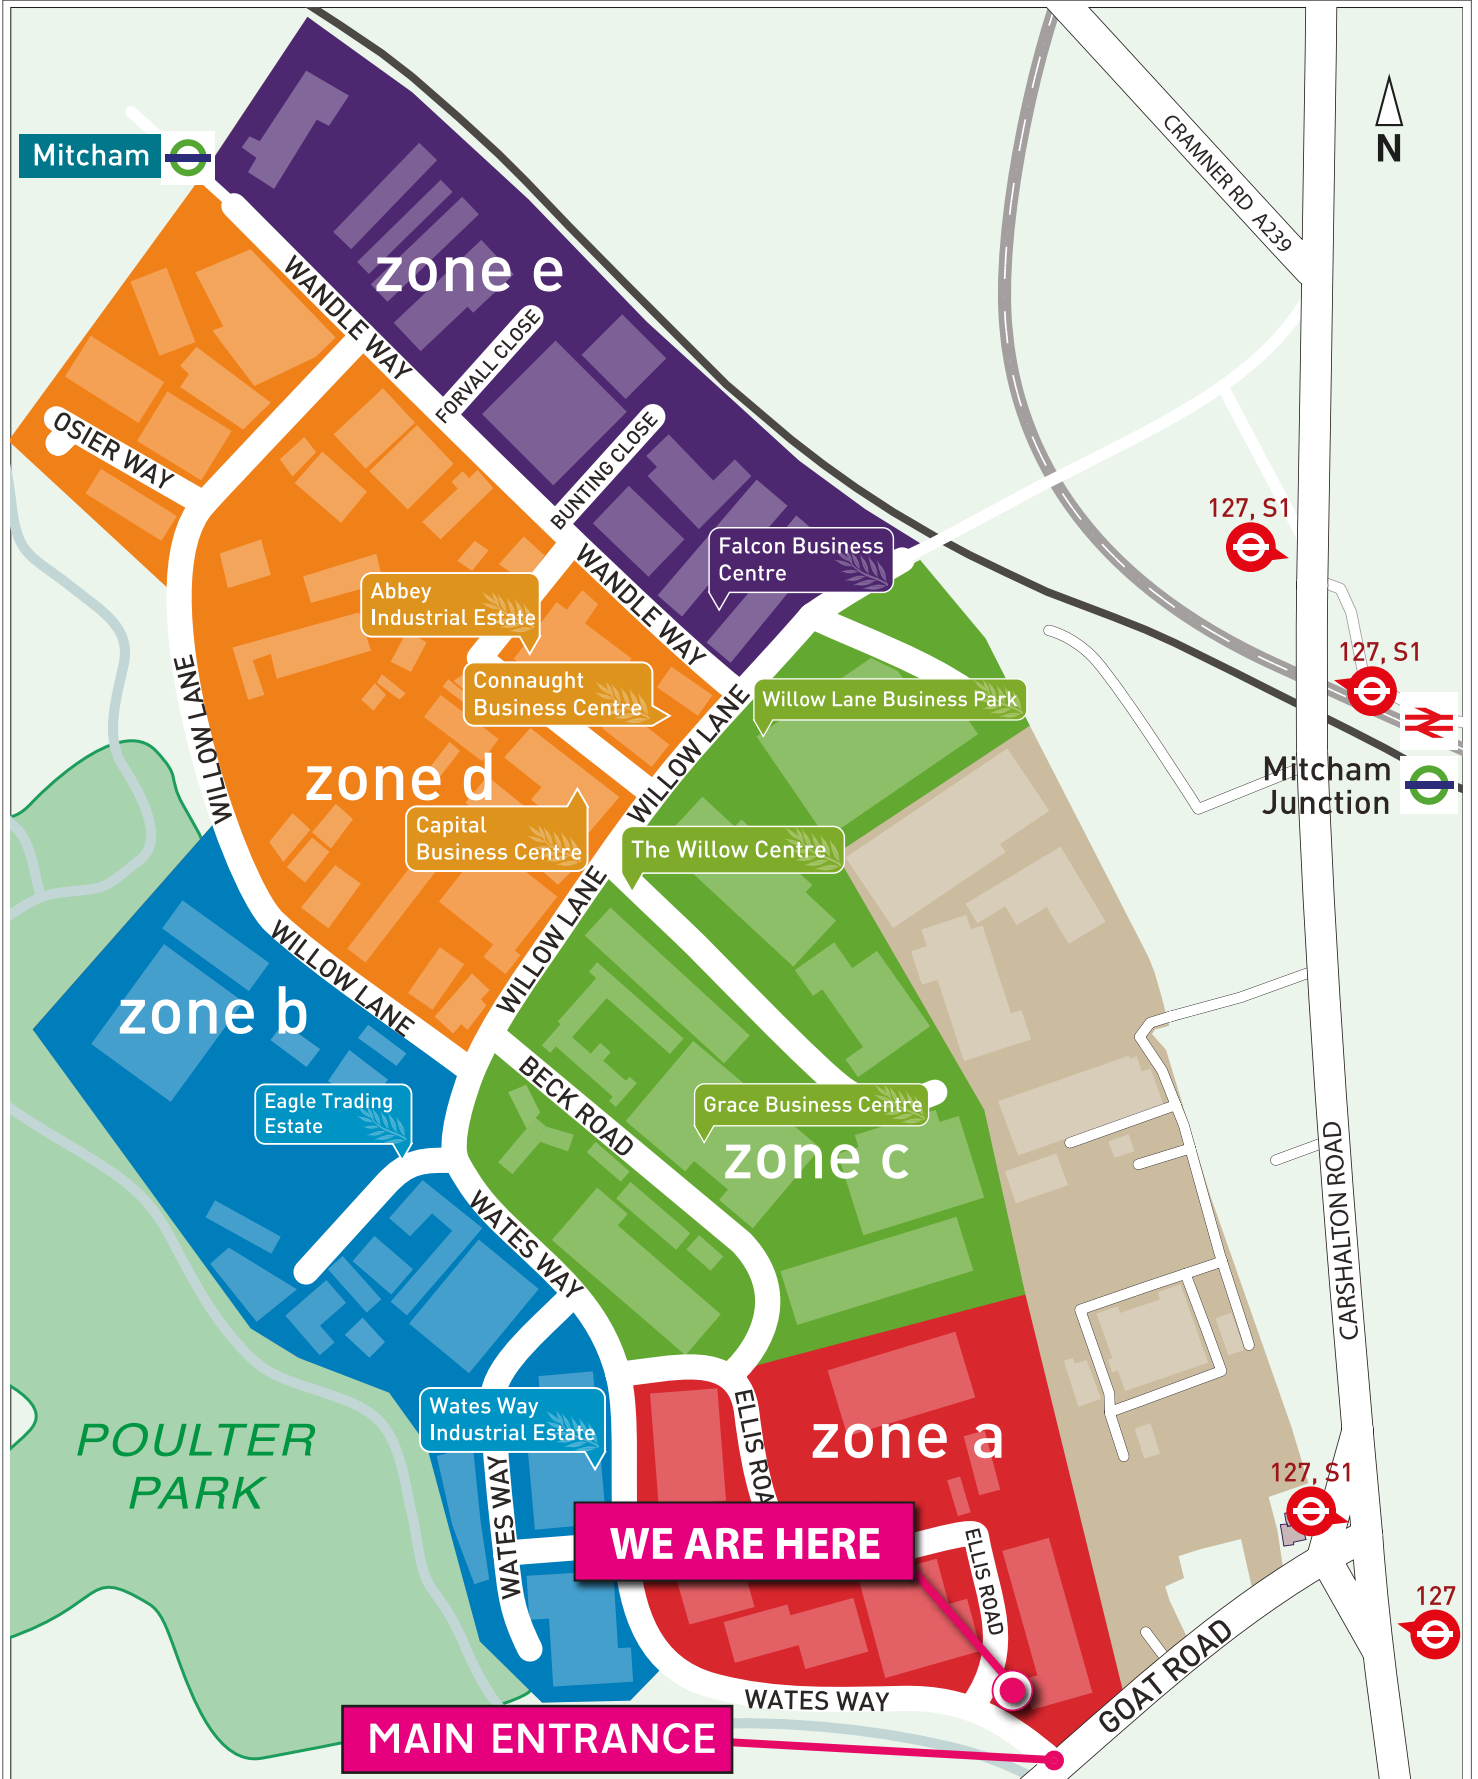 CRAMNER RD A239
N
Mitcham
zone e
WANDLE WAY
FORVALL CLOSE
OSIER WAY
BUNTING CLOSE
127, S1
Falcon Business
Centre
WANDLE WAY
Abbey
Industrial Estate
127, S1
Connaught
Business Centre
Willow Lane Business Park
WILLOW LANE
WILLOW LANE
zone d
Mitcham
Junction
Capital
Business Centre
The Willow Centre
WILLOW LANE
WILLOW LANE
zone b
BECK ROAD
Eagle Trading
Estate
Grace Business Centre
zone c
CARSHALTON ROAD
WATES WAY
Wates Way
Industrial Estate
ELLIS ROA
zone a
POULTER
PARK
127, S1
WATES WAY
WE ARE HERE
ELLIS ROAD
127
GOAT ROAD
WATES WAY
MAIN ENTRANCE